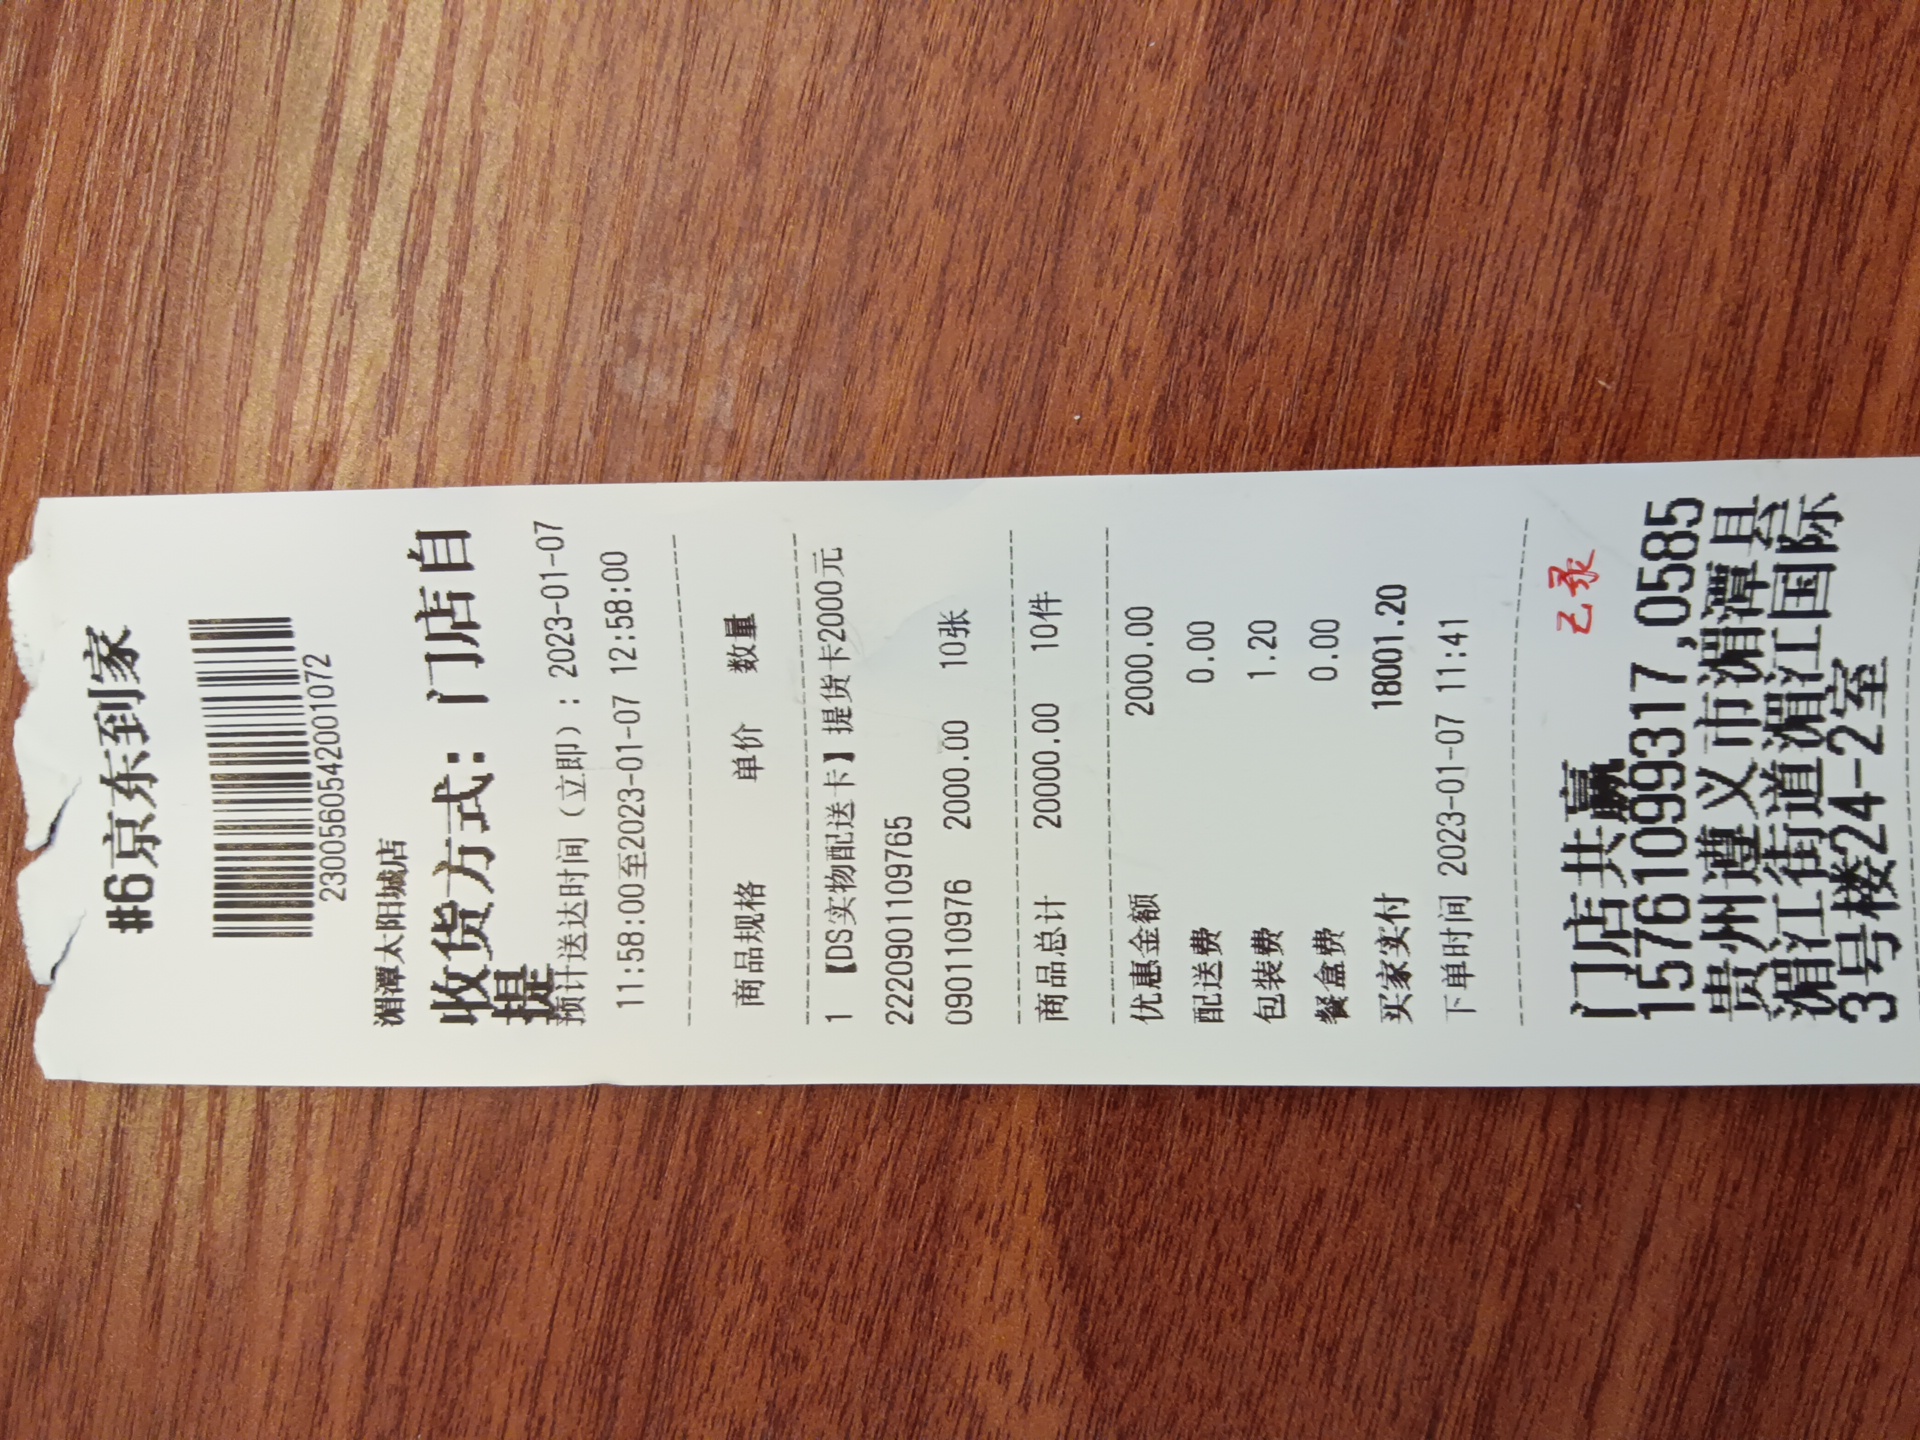 #6京东到家
2300560542001072
湄潭太阳城店
收货方式：门店自
提
预计送达时间（立即）: 2023-01-07
11:58:00至2023-01-07 12:58:00
商品规格 单价 数量
1 【DS实物配送卡】提货卡2000元
2220901109765
0901109976 2000.00 10张
商品总计 20000.00 10件
优惠金额 2000.00
配送费 0.00
包装费 1.20
餐盒费 0.00
买家实付 18001.20
下单时间 2023-01-07 11:41
已录
门店共赢
15761099317,0585
贵州遵义市湄潭县
湄江街道湄江国际
3号楼24-2室